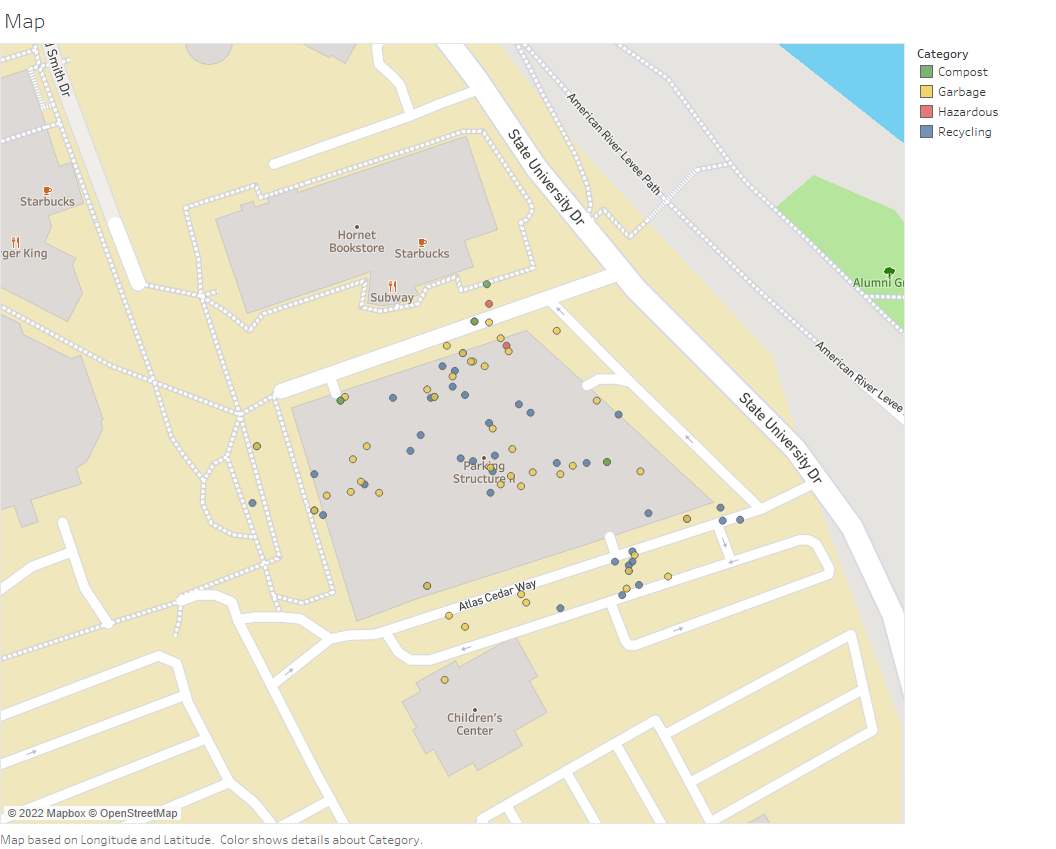 Map
Category
Compost
Garbage
Hazardous
Recycling
Smith Dr
State University Dr
American River Levee Path
Starbucks
Hornet
Bookstore
Starbucks
ger King
Subway
Alumni Gr
American River Levee
State University Dr
Parking
Structure II
Atlas Cedar Way
Children's
Center
© 2022 Mapbox © OpenStreetMap
Map based on Longitude and Latitude. Color shows details about Category.